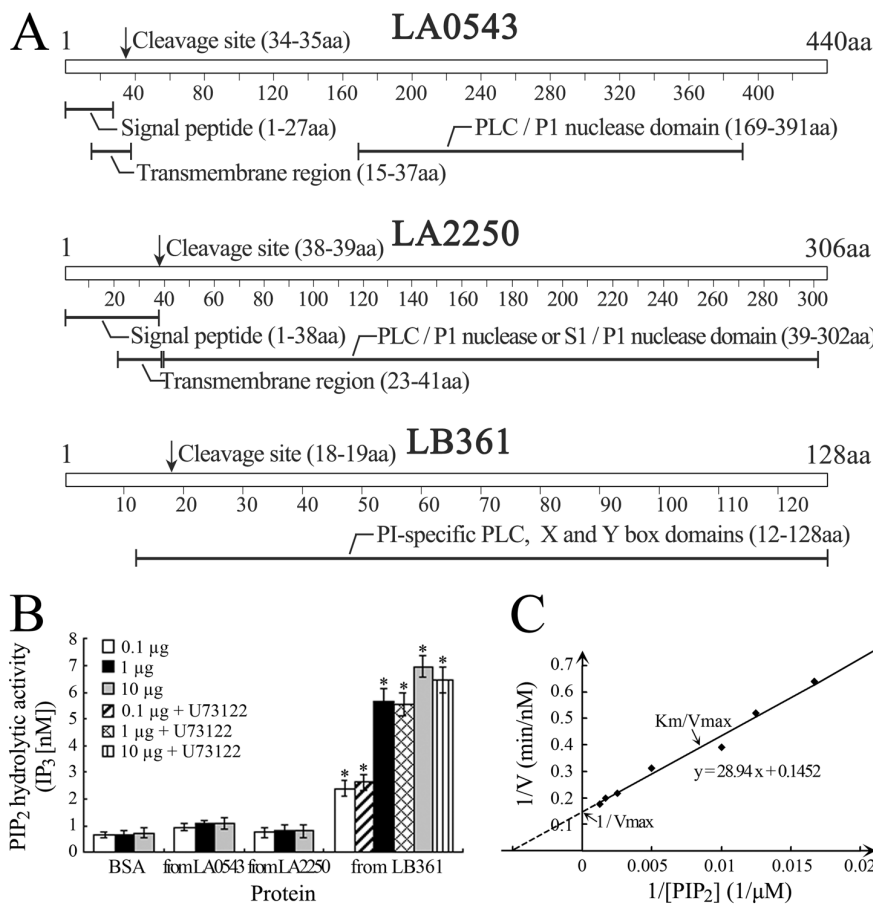 A
LA0543
1
Cleavage site (34-35aa)
440aa
40 80 120 160 200 240 280 320 360 400
Signal peptide (1-27aa)
PLC / P1 nuclease domain (169-391aa)
Transmembrane region (15-37aa)
LA2250
1
Cleavage site (38-39aa)
306aa
20 40 60 80 100 120 140 160 180 200 220 240 260 280 300
Signal peptide (1-38aa)
PLC / P1 nuclease or S1 / P1 nuclease domain (39-302aa)
Transmembrane region (23-41aa)
LB361
1
Cleavage site (18-19aa)
128aa
10 20 30 40 50 60 70 80 90 100 110 120
PI-specific PLC, X and Y box domains (12-128aa)
B
PIP2 hydrolytic activity
(IP3 [nM])
8
7
6
5
4
3
2
1
0
0.1 µg
1 µg
10 µg
0.1 µg + U73122
1 µg + U73122
10 µg + U73122
* * * * * *
BSA fromLA0543 fromLA2250 from LB361
Protein
C
1/V (min/nM)
0.7
0.6
0.5
0.4
0.3
0.2
0.1
Km/Vmax
y=28.94x+0.1452
1/Vmax
0 0.005 0.01 0.015 0.02
1/[PIP2] (1/µM)